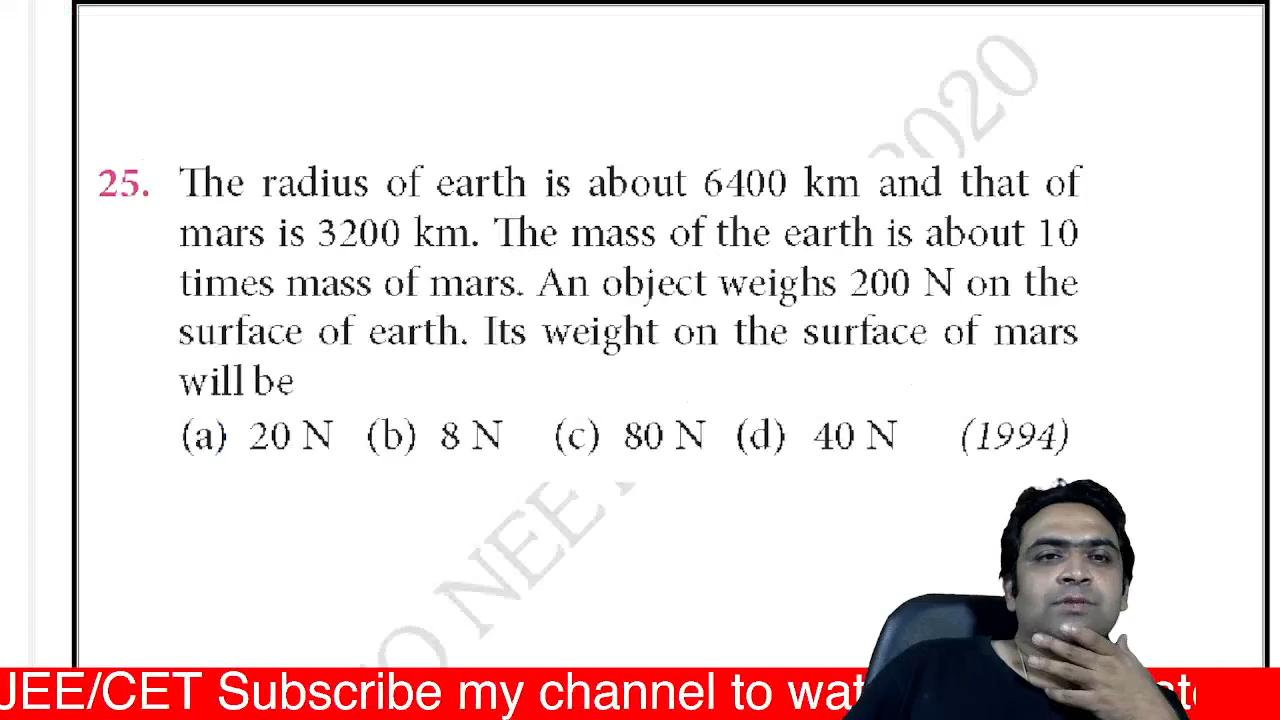 2020
25. The radius of earth is about 6400 km and that of
mars is 3200 km. The mass of the earth is about 10
times mass of mars. An object weighs 200 N on the
surface of earth. Its weight on the surface of mars
will be
(a) 20 N (b) 8 N (c) 80 N (d) 40 N (1994)
TO NEET
JEE/CET Subscribe my channel to